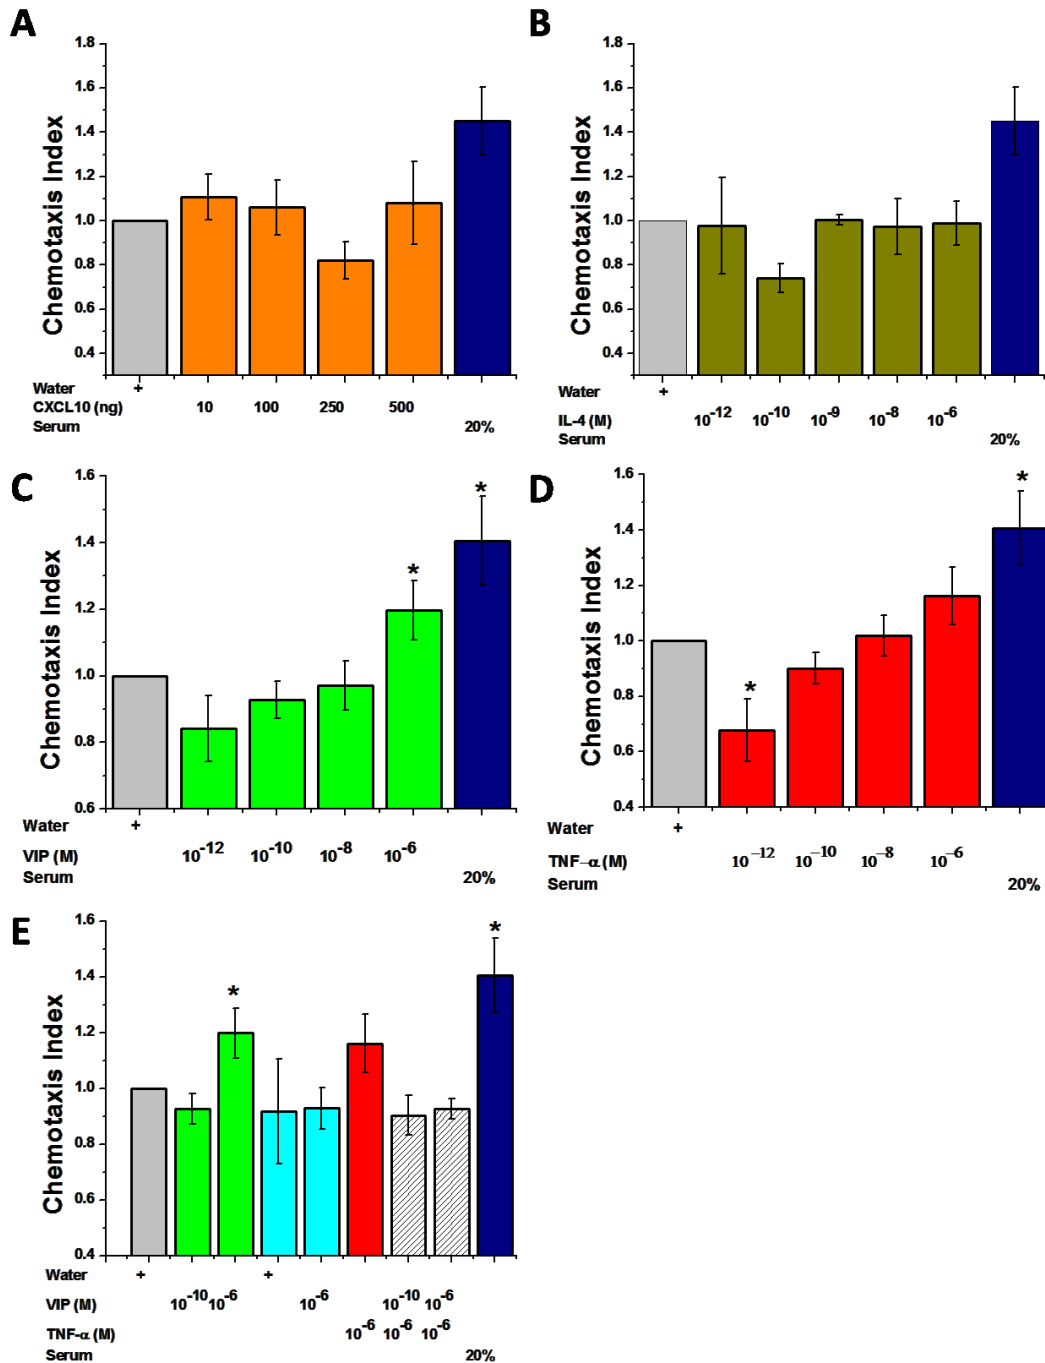 A
Chemotaxis Index
1.8
1.6
1.4
1.2
1.0
0.8
0.6
0.4
Water +
CXCL10 (ng) 10 100 250 500
Serum 20%
B
Chemotaxis Index
1.8
1.6
1.4
1.2
1.0
0.8
0.6
0.4
Water +
IL-4 (M) 10⁻¹² 10⁻¹⁰ 10⁻⁹ 10⁻⁸ 10⁻⁶
Serum 20%
C
Chemotaxis Index
1.6
1.4
1.2
1.0
0.8
0.6
* *
Water +
VIP (M) 10⁻¹² 10⁻¹⁰ 10⁻⁸ 10⁻⁶
Serum 20%
D
Chemotaxis Index
1.6
1.4
1.2
1.0
0.8
0.6
0.4
* *
Water +
TNF-α (M) 10⁻¹² 10⁻¹⁰ 10⁻⁸ 10⁻⁶
Serum 20%
E
Chemotaxis Index
1.6
1.4
1.2
1.0
0.8
0.6
0.4
* *
Water + +
VIP (M) 10⁻¹⁰ 10⁻⁶ 10⁻⁶ 10⁻¹⁰ 10⁻⁶
TNF-α (M) 10⁻⁶ 10⁻⁶ 10⁻⁶
Serum 20%